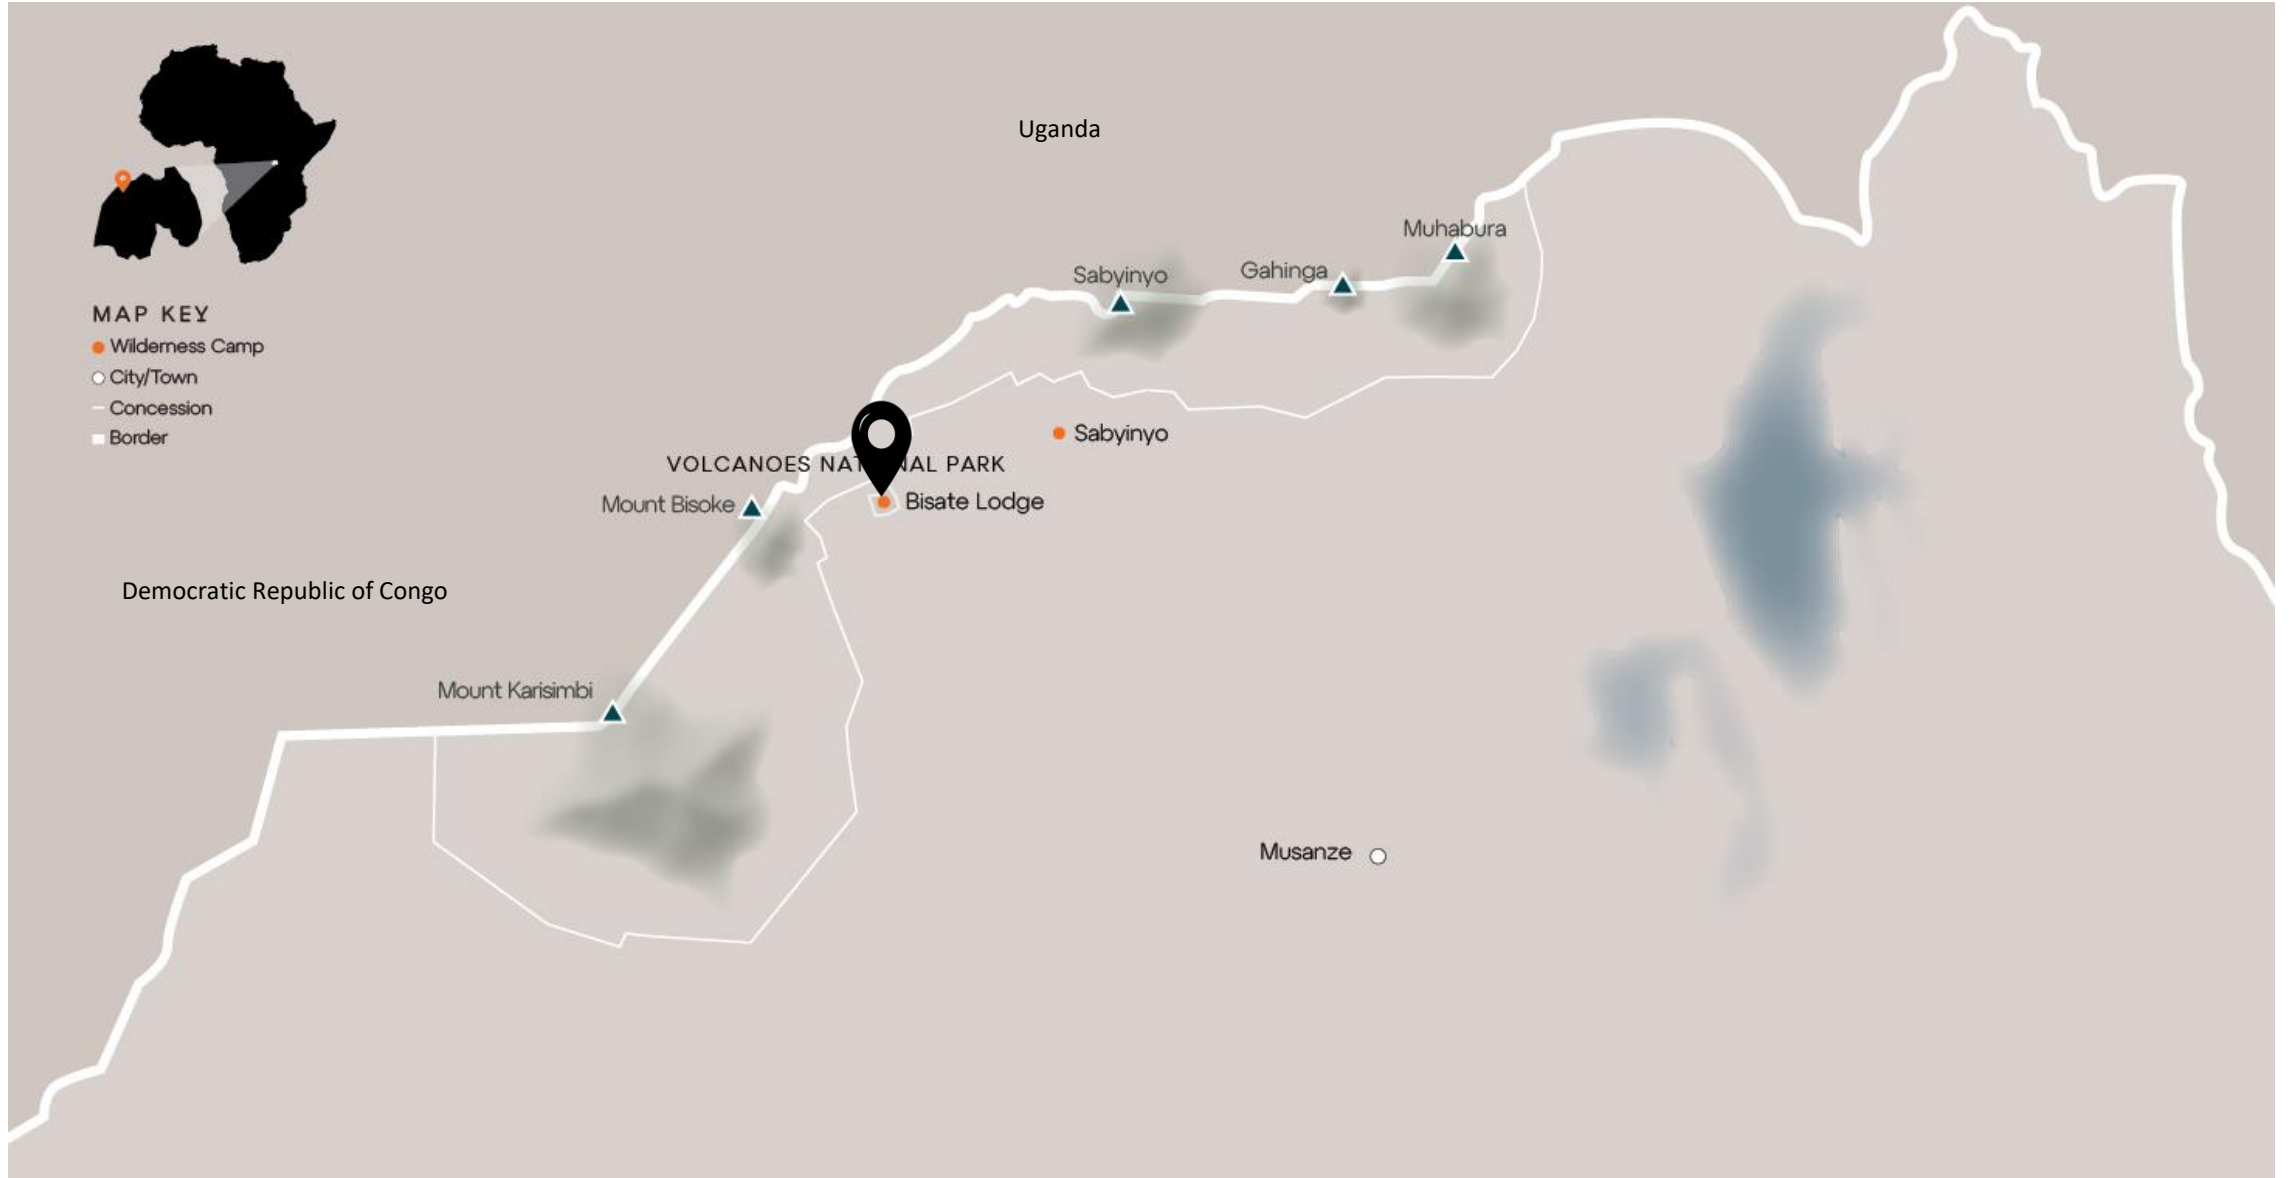 Uganda
Muhabura
Sabyinyo
Gahinga
MAP KEY
Wilderness Camp
City/Town
Concession
Border
Sabyinyo
VOLCANOES NAT NAL PARK
Mount Bisoke
Bisate Lodge
Democratic Republic of Congo
Mount Karisimbi
Musanze